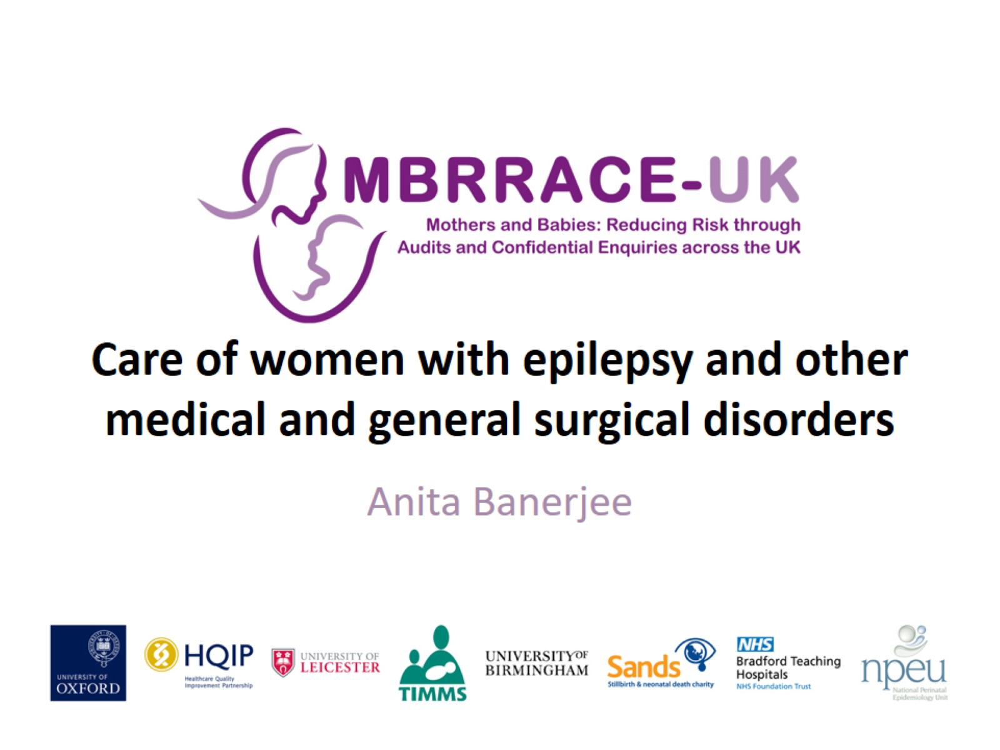 MBRRACE-UK
Mothers and Babies: Reducing Risk through
Audits and Confidential Enquiries across the UK
Care of women with epilepsy and other
medical and general surgical disorders
Anita Banerjee
UNIVERSITY OF
OXFORD
HQIP
Healthcare Quality
Improvement Partnership
UNIVERSITY OF
LEICESTER
TIMMS
UNIVERSITY OF
BIRMINGHAM
Sands
Stillbirth & neonatal death charity
NHS
Bradford Teaching
Hospitals
NHS Foundation Trust
npeu
National Perinatal
Epidemiology Unit